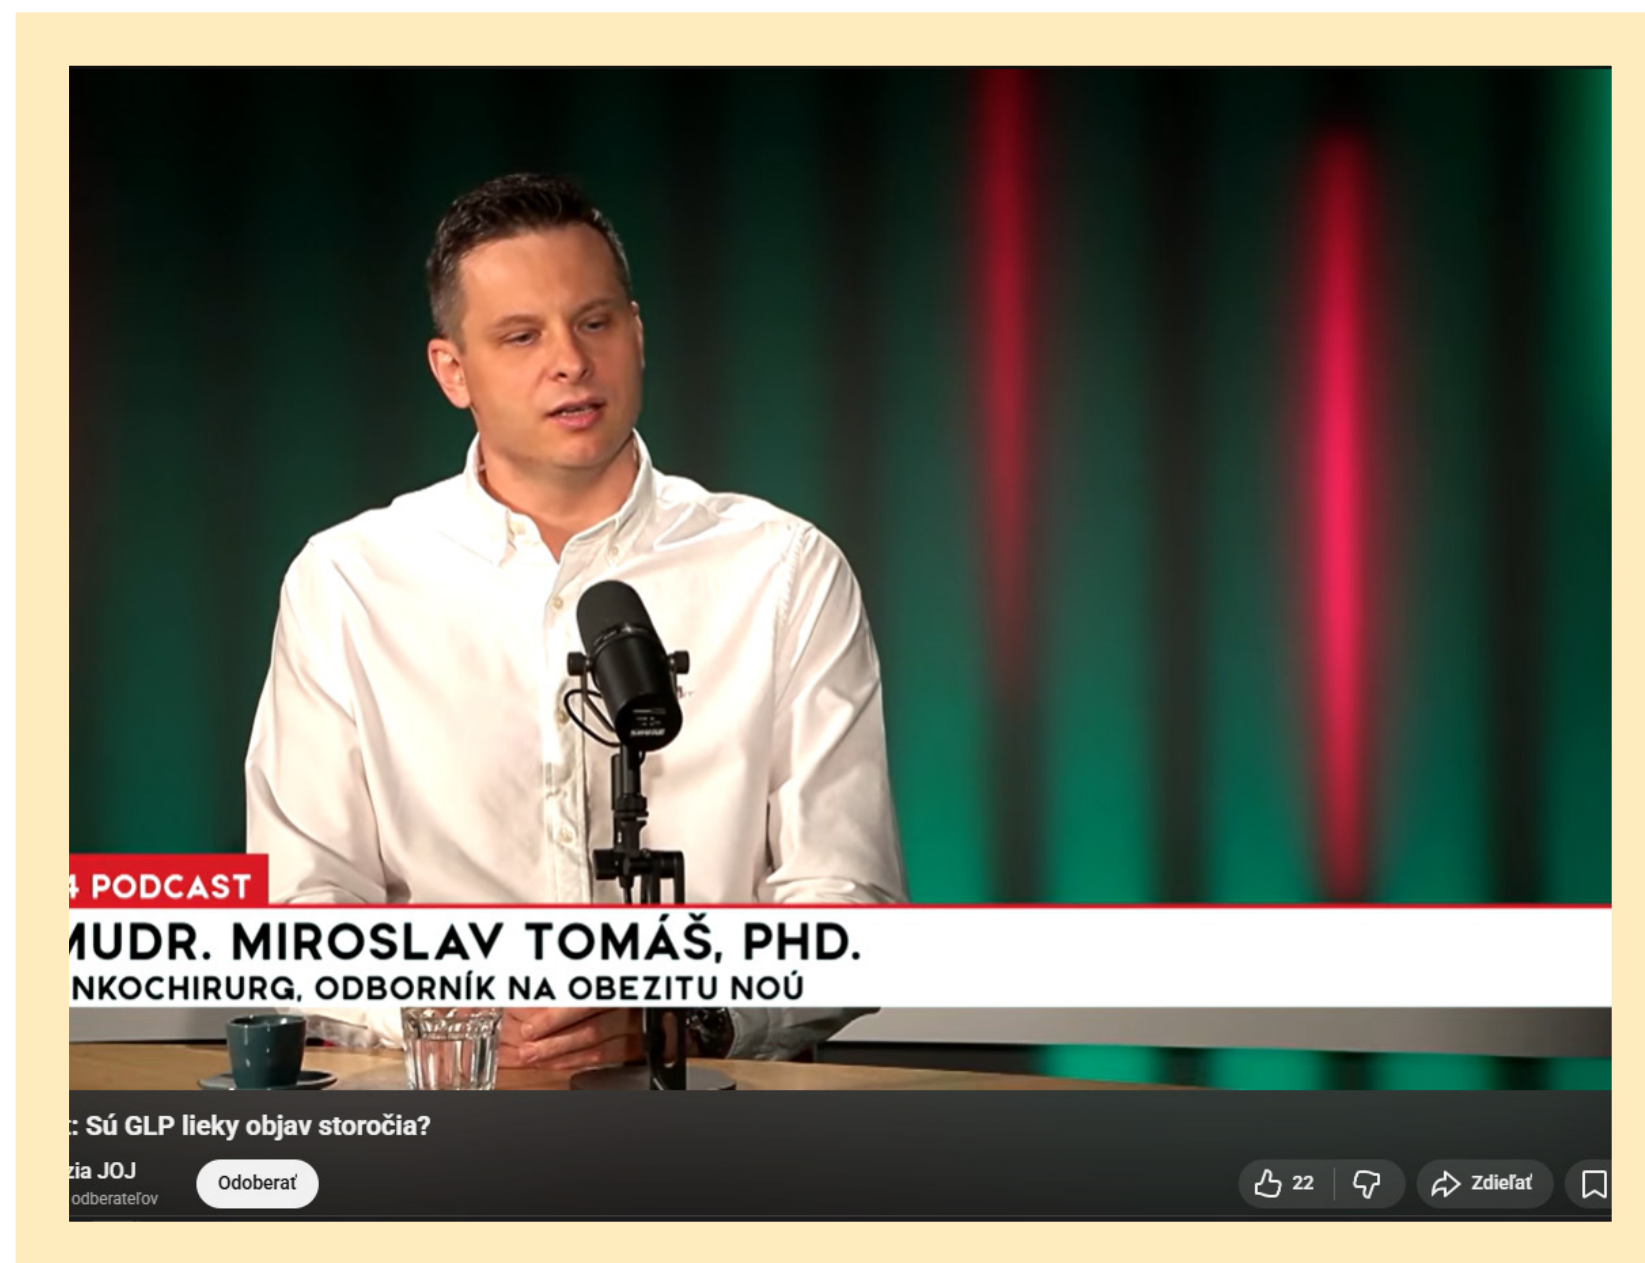 4 PODCAST
MUDR. MIROSLAV TOMÁŠ, PHD.
NKOCHIRURG, ODBORNÍK NA OBEZITU NOÚ
: Sú GLP lieky objav storočia?
zia JOJ
odberateľov
Odoberať
22
Zdieľať